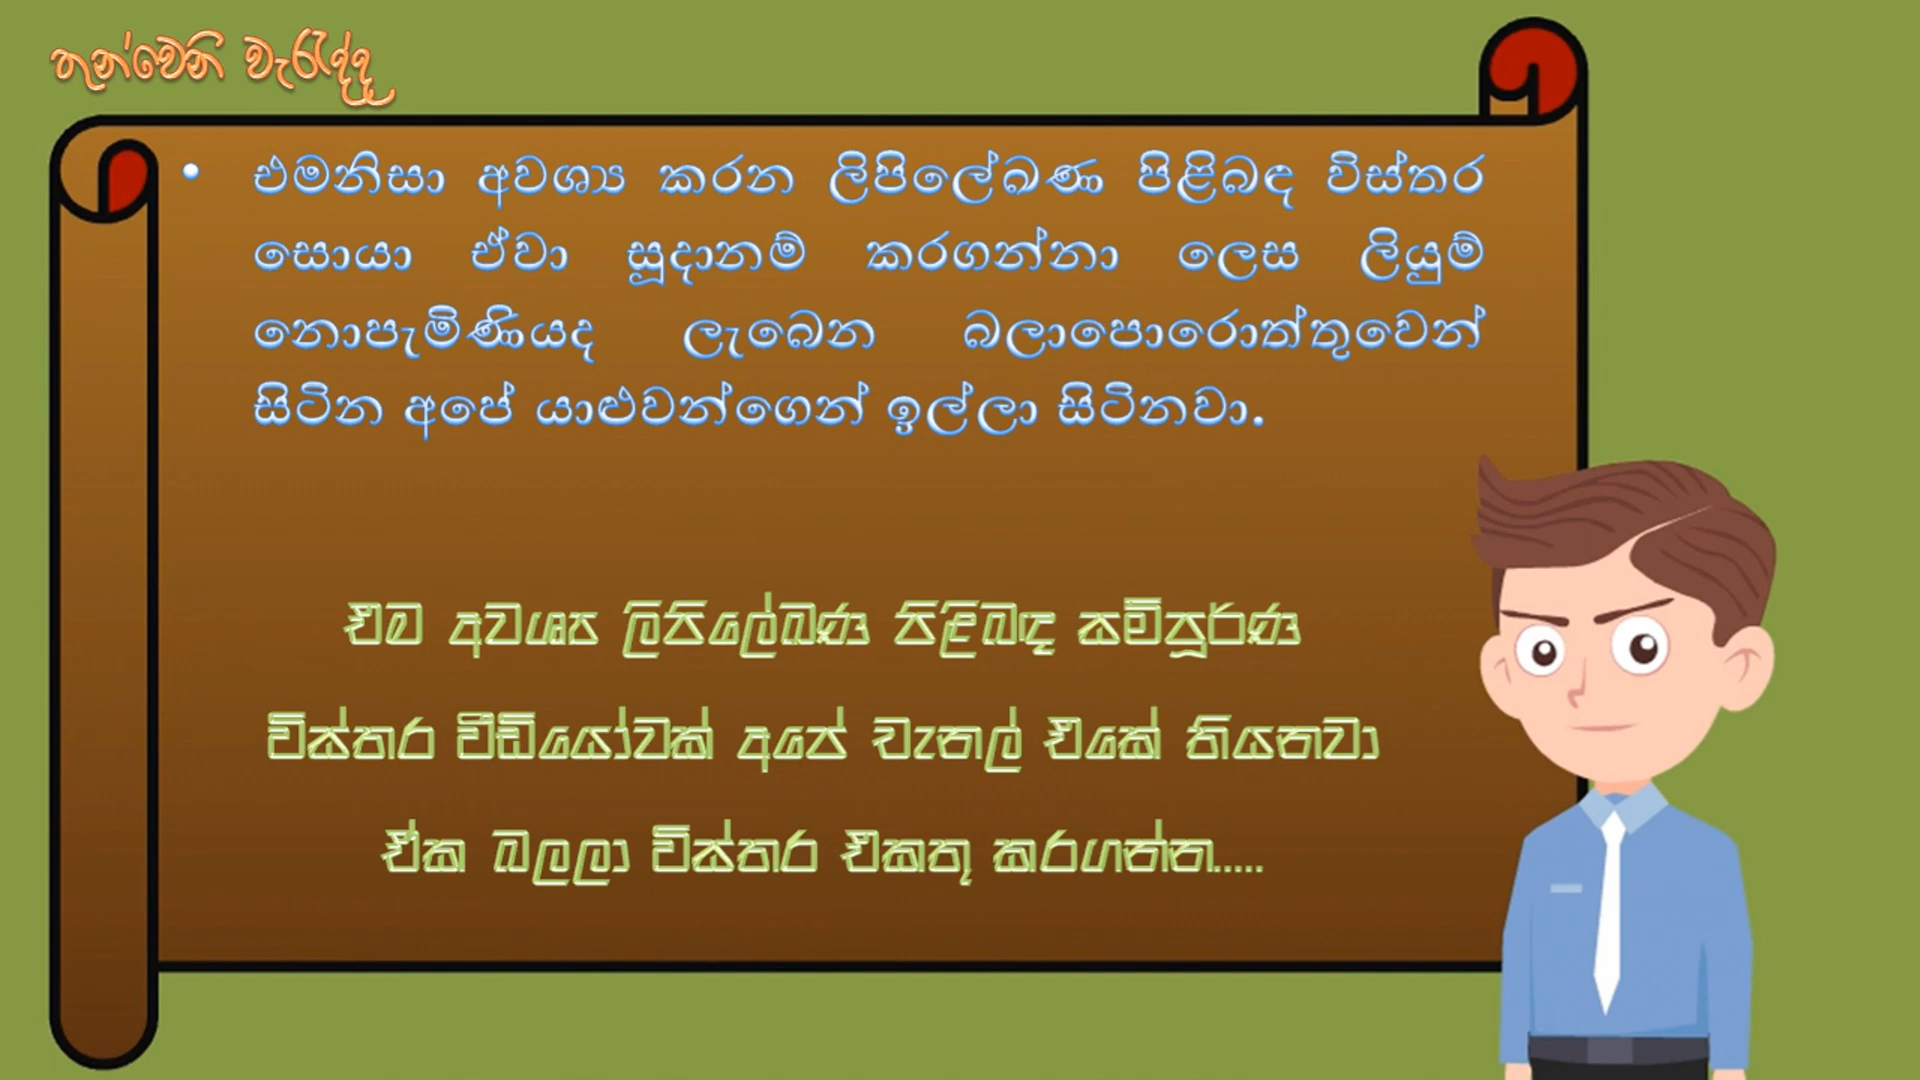 තුන්වෙනි වැරැද්ද
• එමනිසා අවශ්‍ය කරන ලිපිලේඛණ පිළිබඳ විස්තර
සොයා ඒවා සූදානම් කරගන්නා ලෙස ලියුම්
නොපැමිණියද ලැබෙන බලාපොරොත්තුවෙන්
සිටින අපේ යාළුවන්ගෙන් ඉල්ලා සිටිනවා.
එම අවශ්‍ය ලිපිලේඛණ පිළිබඳ සම්පූර්ණ
විස්තර වීඩියෝවක් අපේ චැනල් එකේ තියනවා
ඒක බලලා විස්තර එකතු කරගන්න.....